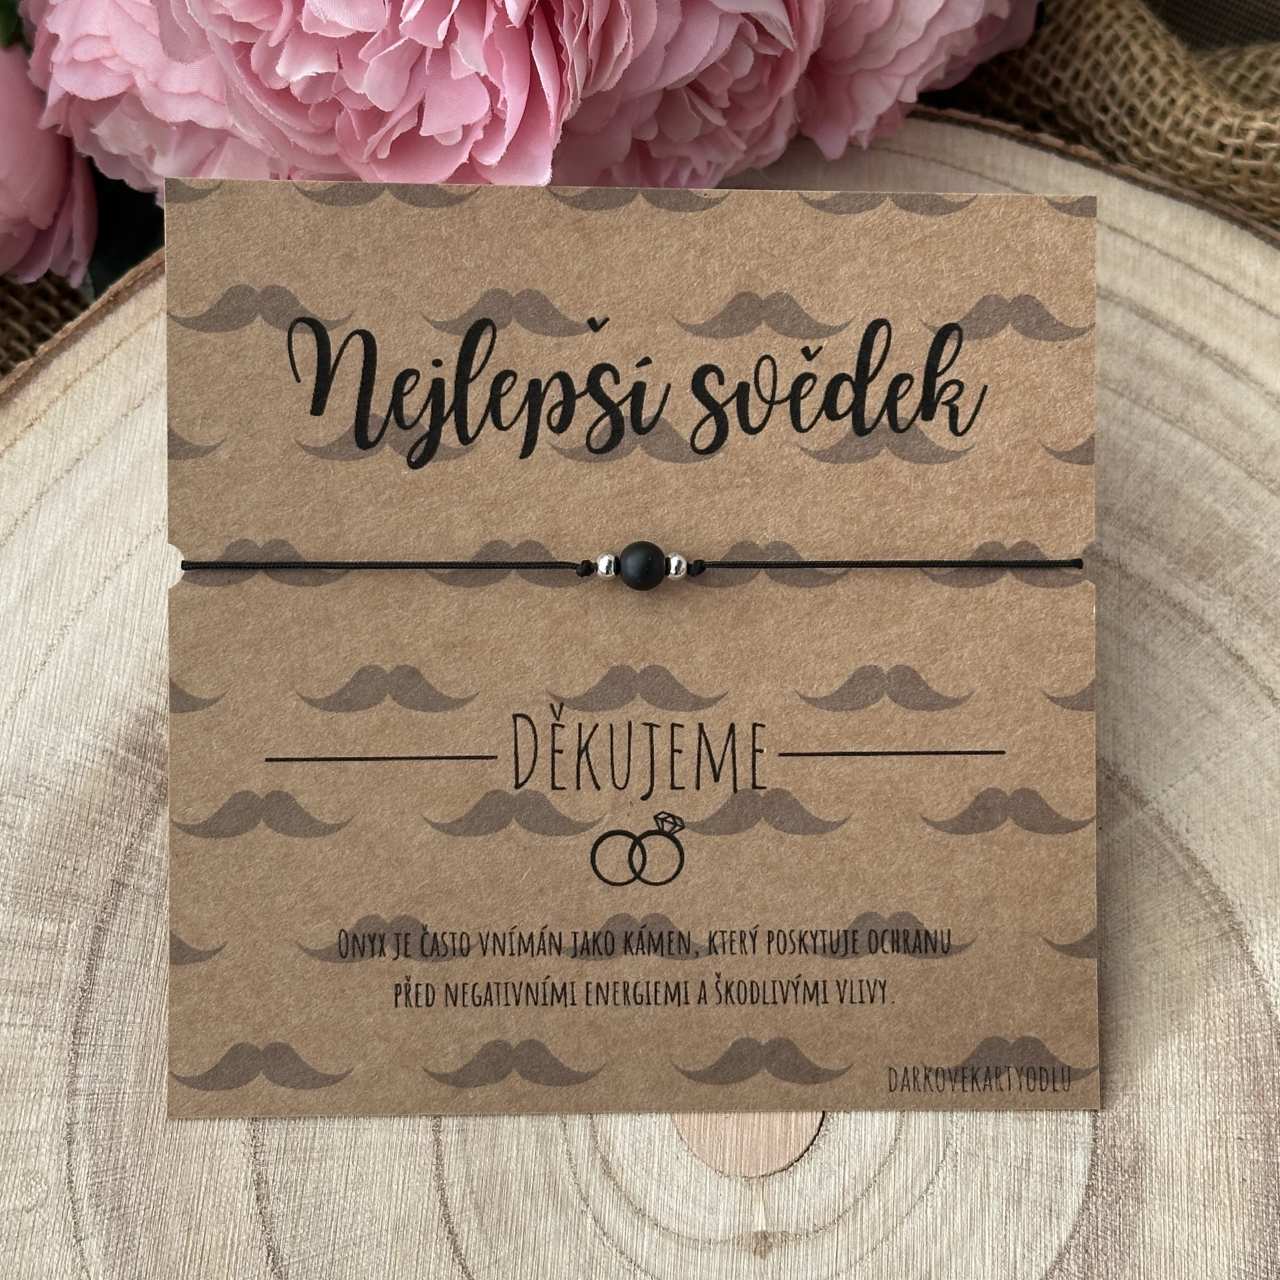 Nejlepší svědek
DĚKUJEME
ONYX JE ČASTO VNÍMÁN JAKO KÁMEN, KTERÝ POSKYTUJE OCHRANU
PŘED NEGATIVNÍMI ENERGIEMI A ŠKODLIVÝMI VLIVY.
DARKOVEKARTYODLU